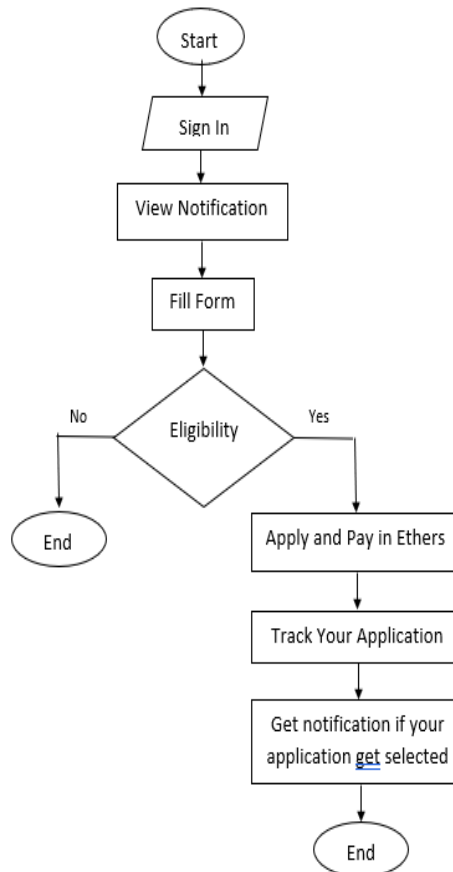 Start
Sign In
View Notification
Fill Form
Eligibility
No
Yes
End
Apply and Pay in Ethers
Track Your Application
Get notification if your
application get selected
End